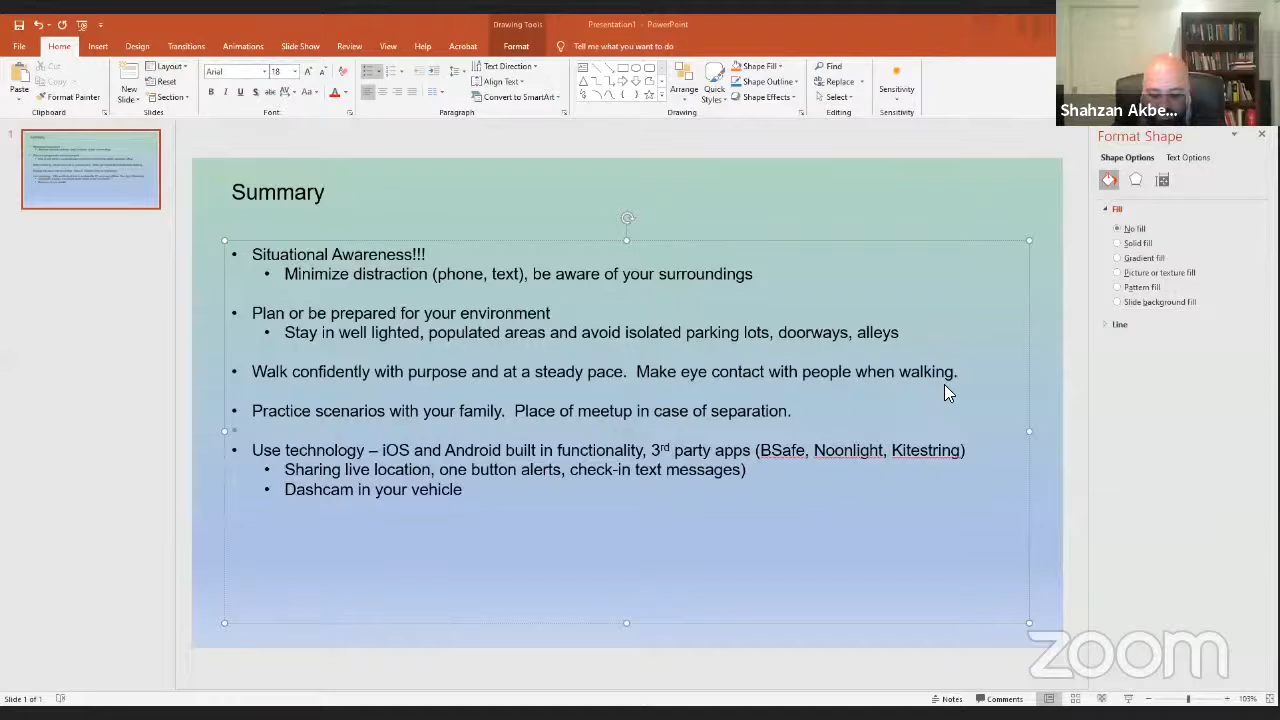 Drawing Tools
Presentation1 - PowerPoint
File Home Insert Design Transitions Animations Slide Show Review View Help Acrobat Format Tell me what you want to do
Paste
Cut
Copy
Format Painter
Clipboard
New Slide
Layout
Reset
Section
Slides
Arial 18
Font
Text Direction
Align Text
Convert to SmartArt
Paragraph
Arrange
Quick Styles
Shape Fill
Shape Outline
Shape Effects
Drawing
Find
Replace
Select
Editing
Sensitivity
Sensitivity
Shahzan Akbe...
Format Shape
Shape Options Text Options
Fill
No fill
Solid fill
Gradient fill
Picture or texture fill
Pattern fill
Slide background fill
Line
1
Summary
• Situational Awareness!!!
• Minimize distraction (phone, text), be aware of your surroundings
• Plan or be prepared for your environment
• Stay in well lighted, populated areas and avoid isolated parking lots, doorways, alleys
• Walk confidently with purpose and at a steady pace.  Make eye contact with people when walking.
• Practice scenarios with your family.  Place of meetup in case of separation.
• Use technology – iOS and Android built in functionality, 3rd party apps (BSafe, Noonlight, Kitestring)
• Sharing live location, one button alerts, check-in text messages)
• Dashcam in your vehicle
zoom
Slide 1 of 1
Notes Comments 103%